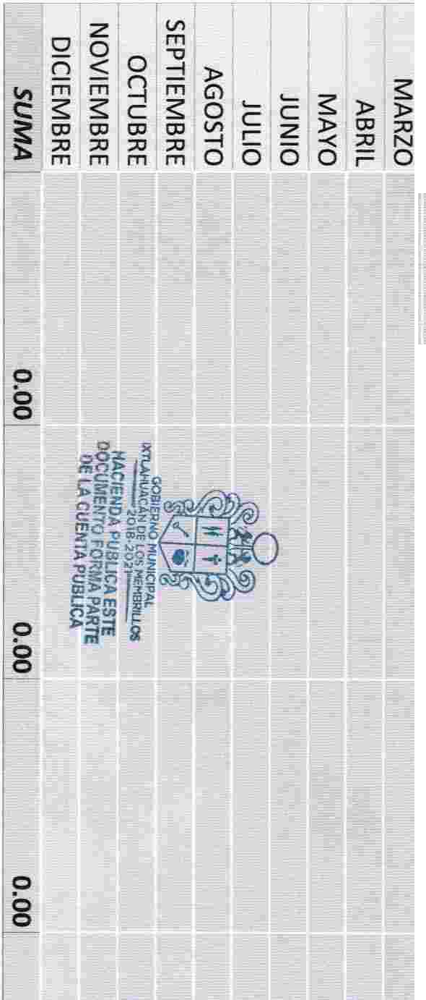 MARZO
ABRIL
MAYO
JUNIO
JULIO
AGOSTO
SEPTIEMBRE
OCTUBRE
NOVIEMBRE
DICIEMBRE
SUMA 0.00 0.00 0.00
GOBIERNO MUNICIPAL
IXTLAHUACÁN DE LOS MEMBRILLOS
2018-2021
HACIENDA PUBLICA ESTE
DOCUMENTO FORMA PARTE
DE LA CUENTA PUBLICA